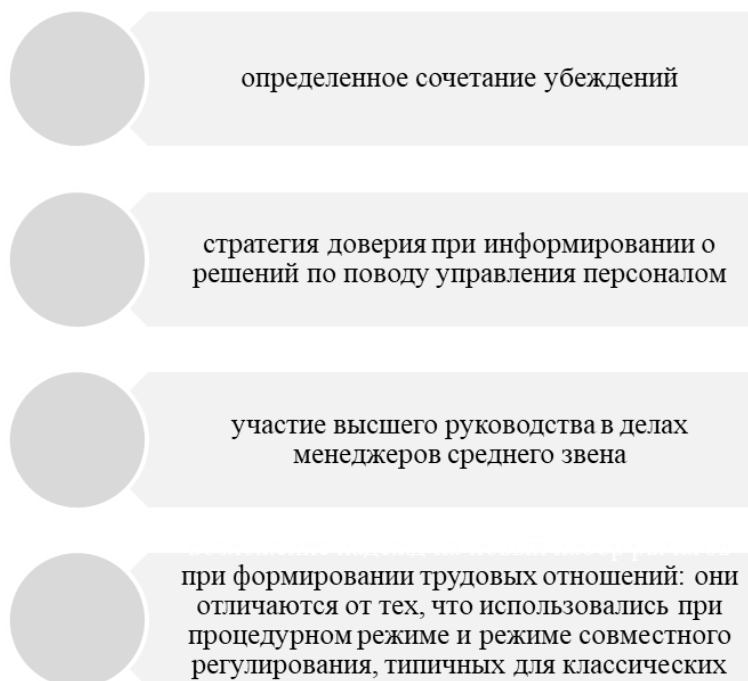 определенное сочетание убеждений
стратегия доверия при информировании о
решений по поводу управления персоналом
участие высшего руководства в делах
менеджеров среднего звена
при формировании трудовых отношений: они
отличаются от тех, что использовались при
процедурном режиме и режиме совместного
регулирования, типичных для классических